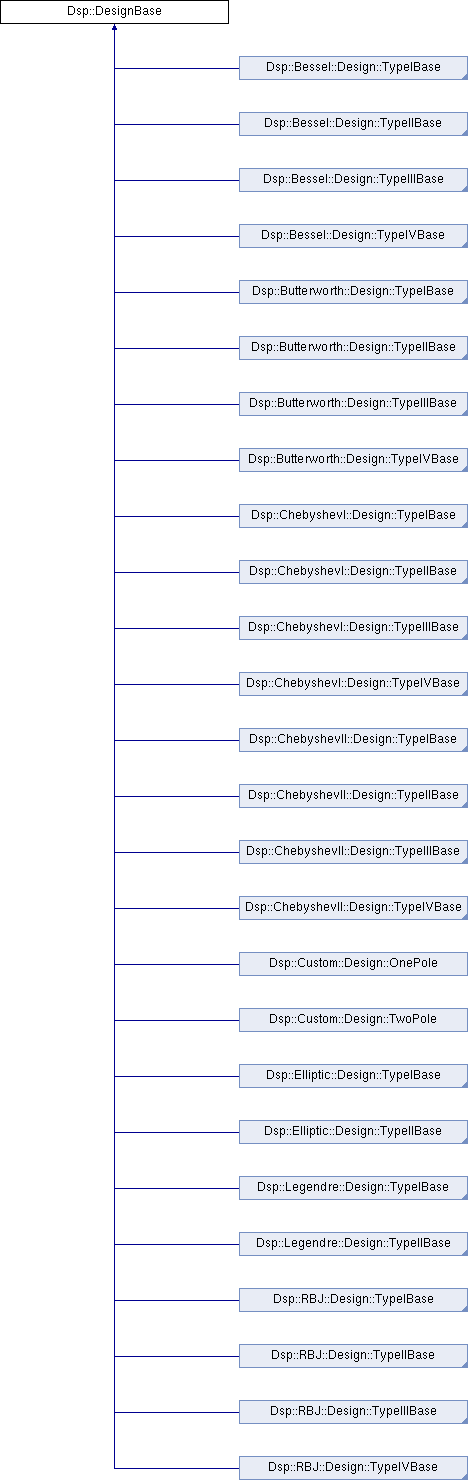 Dsp::DesignBase
Dsp::Bessel::Design::TypeIBase
Dsp::Bessel::Design::TypeIIBase
Dsp::Bessel::Design::TypeIIIBase
Dsp::Bessel::Design::TypeIVBase
Dsp::Butterworth::Design::TypeIBase
Dsp::Butterworth::Design::TypeIIBase
Dsp::Butterworth::Design::TypeIIIBase
Dsp::Butterworth::Design::TypeIVBase
Dsp::ChebyshevI::Design::TypeIBase
Dsp::ChebyshevI::Design::TypeIIBase
Dsp::ChebyshevI::Design::TypeIIIBase
Dsp::ChebyshevI::Design::TypeIVBase
Dsp::ChebyshevII::Design::TypeIBase
Dsp::ChebyshevII::Design::TypeIIBase
Dsp::ChebyshevII::Design::TypeIIIBase
Dsp::ChebyshevII::Design::TypeIVBase
Dsp::Custom::Design::OnePole
Dsp::Custom::Design::TwoPole
Dsp::Elliptic::Design::TypeIBase
Dsp::Elliptic::Design::TypeIIBase
Dsp::Legendre::Design::TypeIBase
Dsp::Legendre::Design::TypeIIBase
Dsp::RBJ::Design::TypeIBase
Dsp::RBJ::Design::TypeIIBase
Dsp::RBJ::Design::TypeIIIBase
Dsp::RBJ::Design::TypeIVBase